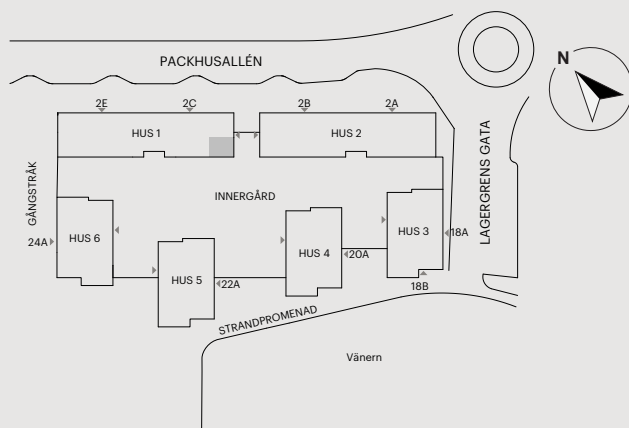 N
PACKHUSALLÉN
2E
2C
2B
2A
HUS 1
HUS 2
LAGERGRENS GATA
GÅNGSTRÅK
INNERGÅRD
24A
HUS 6
HUS 5
22A
HUS 4
20A
HUS 3
18A
18B
STRANDPROMENAD
Vänern